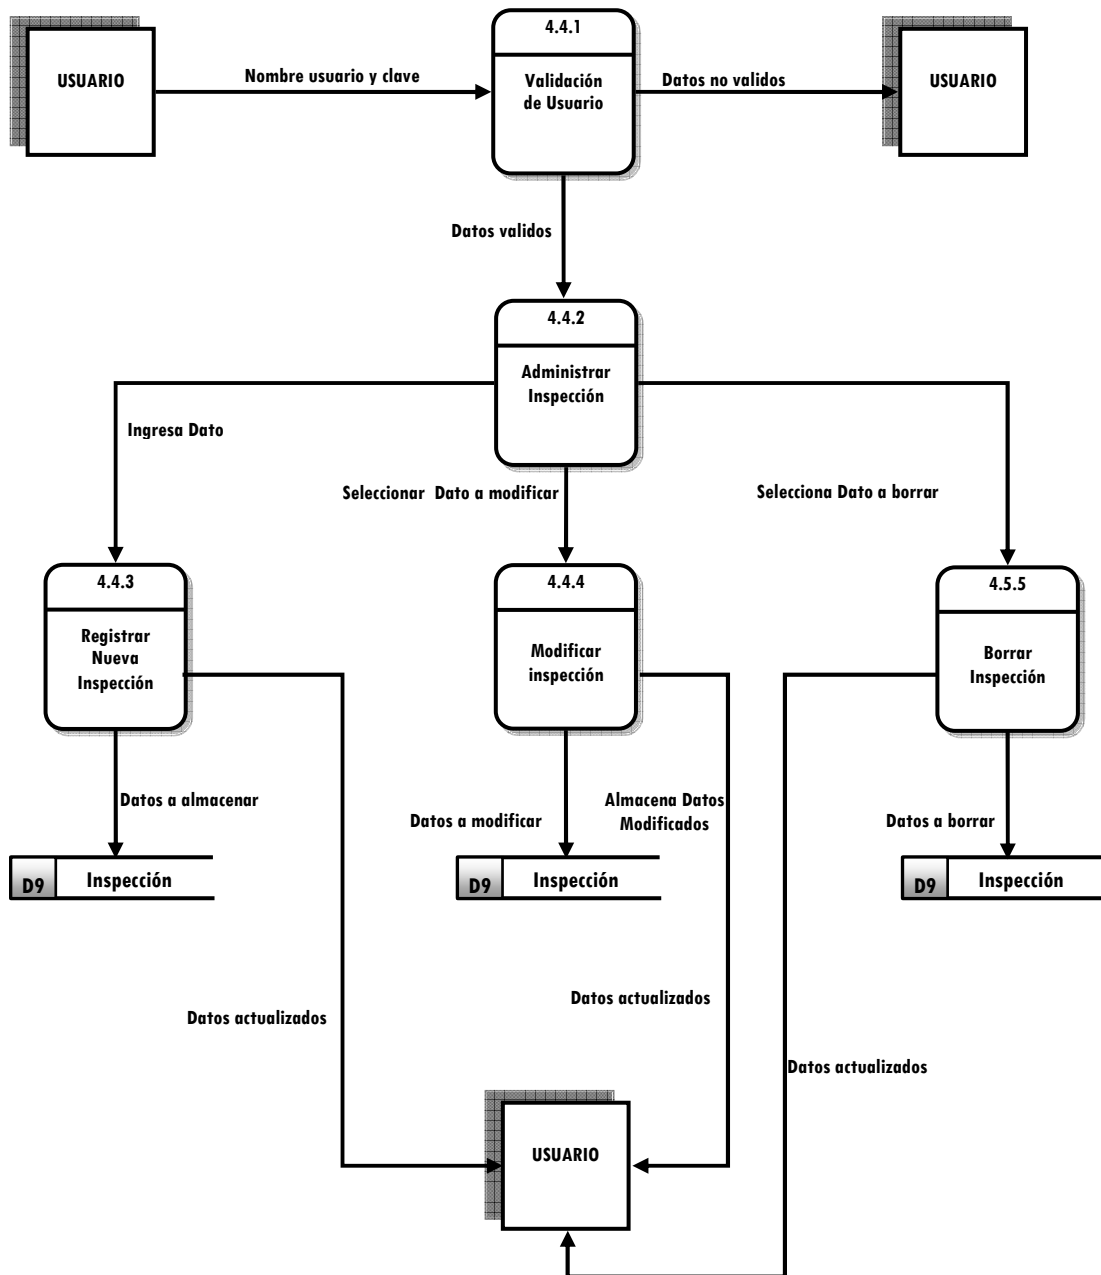 4.4.1
USUARIO
Nombre usuario y clave
Validación
de Usuario
Datos no validos
USUARIO
Datos validos
4.4.2
Administrar
Inspección
Ingresa Dato
Seleccionar  Dato a modificar
Selecciona Dato a borrar
4.4.3
Registrar
Nueva
Inspección
4.4.4
Modificar
inspección
4.5.5
Borrar
Inspección
Datos a almacenar
Datos a modificar
Almacena Datos
Modificados
Datos a borrar
D9 Inspección
D9 Inspección
D9 Inspección
Datos actualizados
Datos actualizados
Datos actualizados
USUARIO